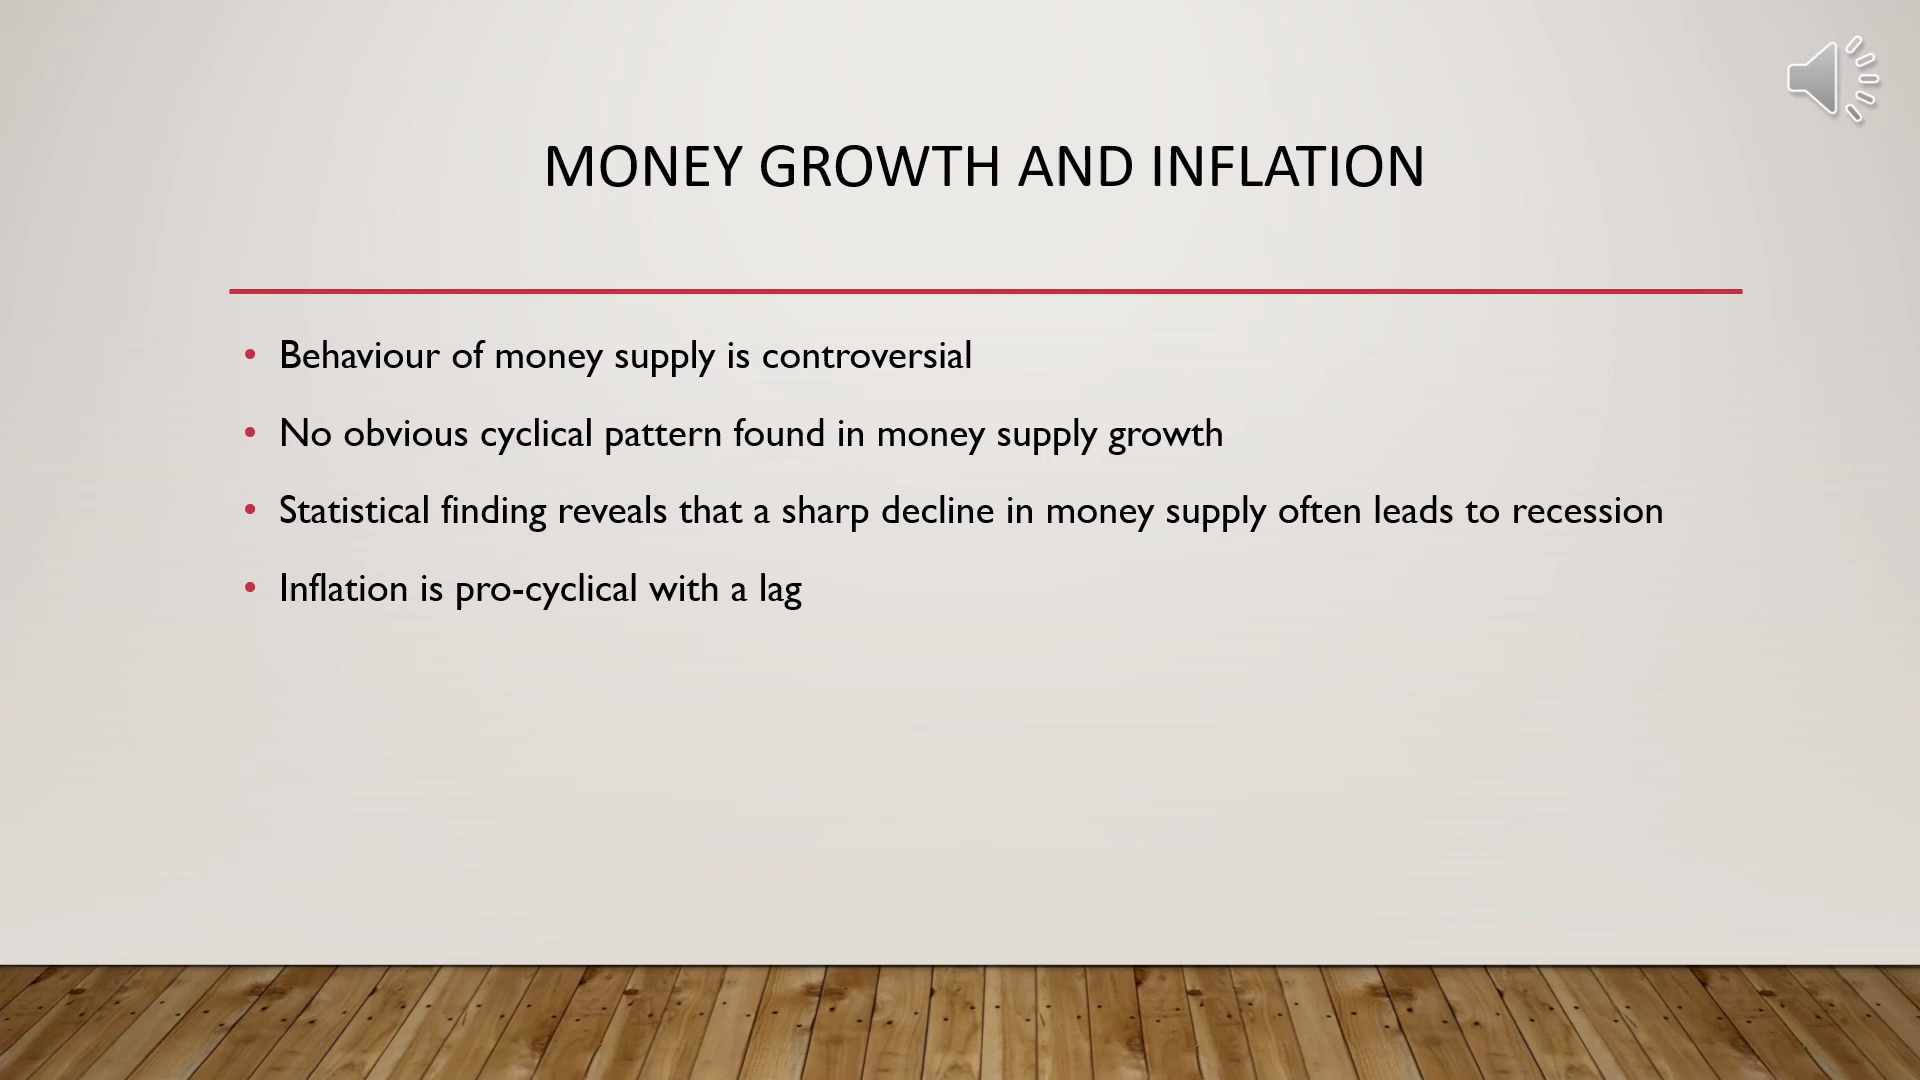 MONEY GROWTH AND INFLATION
• Behaviour of money supply is controversial
• No obvious cyclical pattern found in money supply growth
• Statistical finding reveals that a sharp decline in money supply often leads to recession
• Inflation is pro-cyclical with a lag